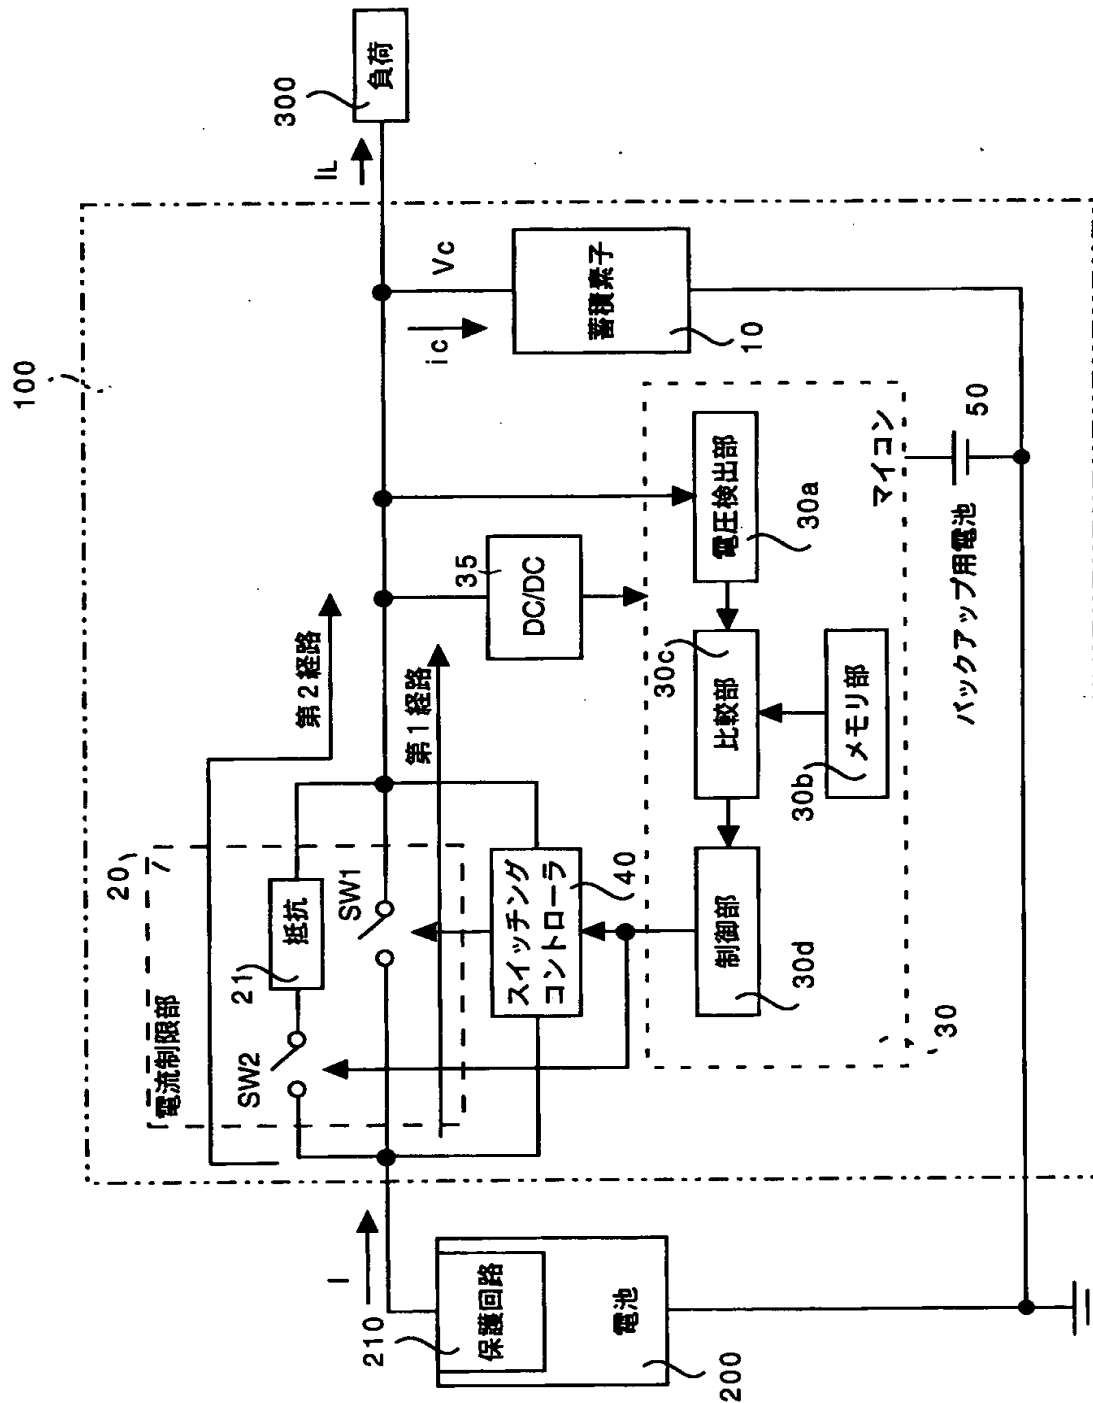 100
300
負荷
IL
第2経路
20
電流制限部
SW2
21
抵抗
SW1
第1経路
35
DC/DC
Vc
ic
蓄積素子
10
I
210
保護回路
電池
200
スイッチング
コントローラ
40
30c
比較部
電圧検出部
30a
制御部
30d
30b
メモリ部
マイコン
30
バックアップ用電池
50